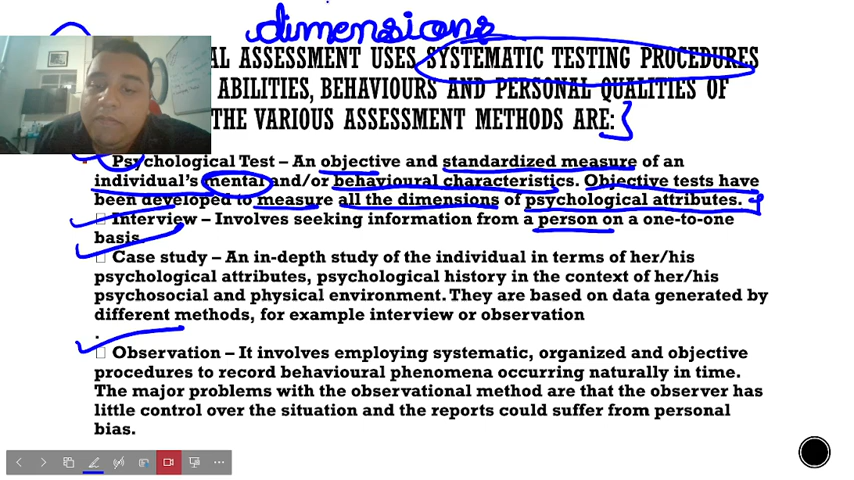 dimensions
AL ASSESSMENT USES SYSTEMATIC TESTING PROCEDURES
ABILITIES, BEHAVIOURS AND PERSONAL QUALITIES OF
THE VARIOUS ASSESSMENT METHODS ARE:
Psychological Test – An objective and standardized measure of an
individual's mental and/or behavioural characteristics. Objective tests have
been developed to measure all the dimensions of psychological attributes.
Interview – Involves seeking information from a person on a one-to-one
basis.
Case study – An in-depth study of the individual in terms of her/his
psychological attributes, psychological history in the context of her/his
psychosocial and physical environment. They are based on data generated by
different methods, for example interview or observation
.
Observation – It involves employing systematic, organized and objective
procedures to record behavioural phenomena occurring naturally in time.
The major problems with the observational method are that the observer has
little control over the situation and the reports could suffer from personal
bias.